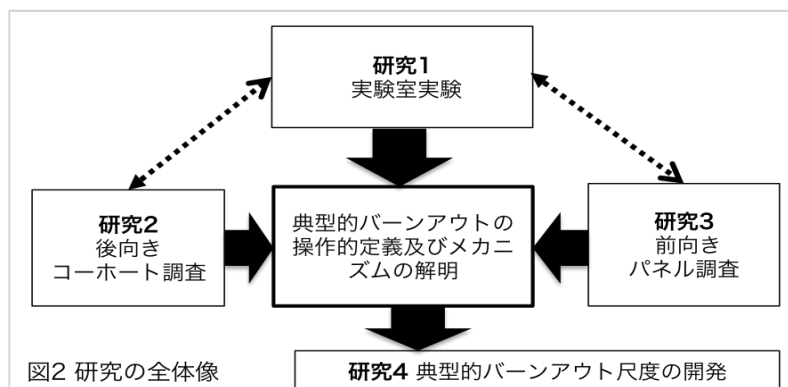 研究1
実験室実験
研究2
後向き
コーホート調査
典型的バーンアウトの
操作的定義及びメカニ
ズムの解明
研究3
前向き
パネル調査
図2 研究の全体像
研究4 典型的バーンアウト尺度の開発